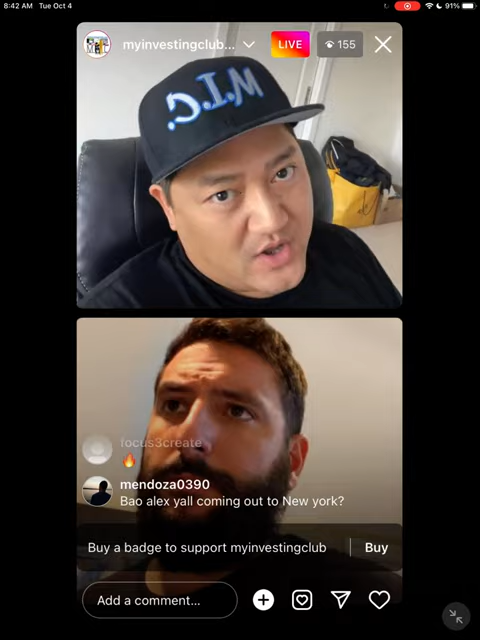 8:42 AM Tue Oct 4
91%
myinvestingclub...
LIVE
155
M.I.C.
focus3create
🔥
mendoza0390
Bao alex yall coming out to New york?
Buy a badge to support myinvestingclub
Buy
Add a comment...